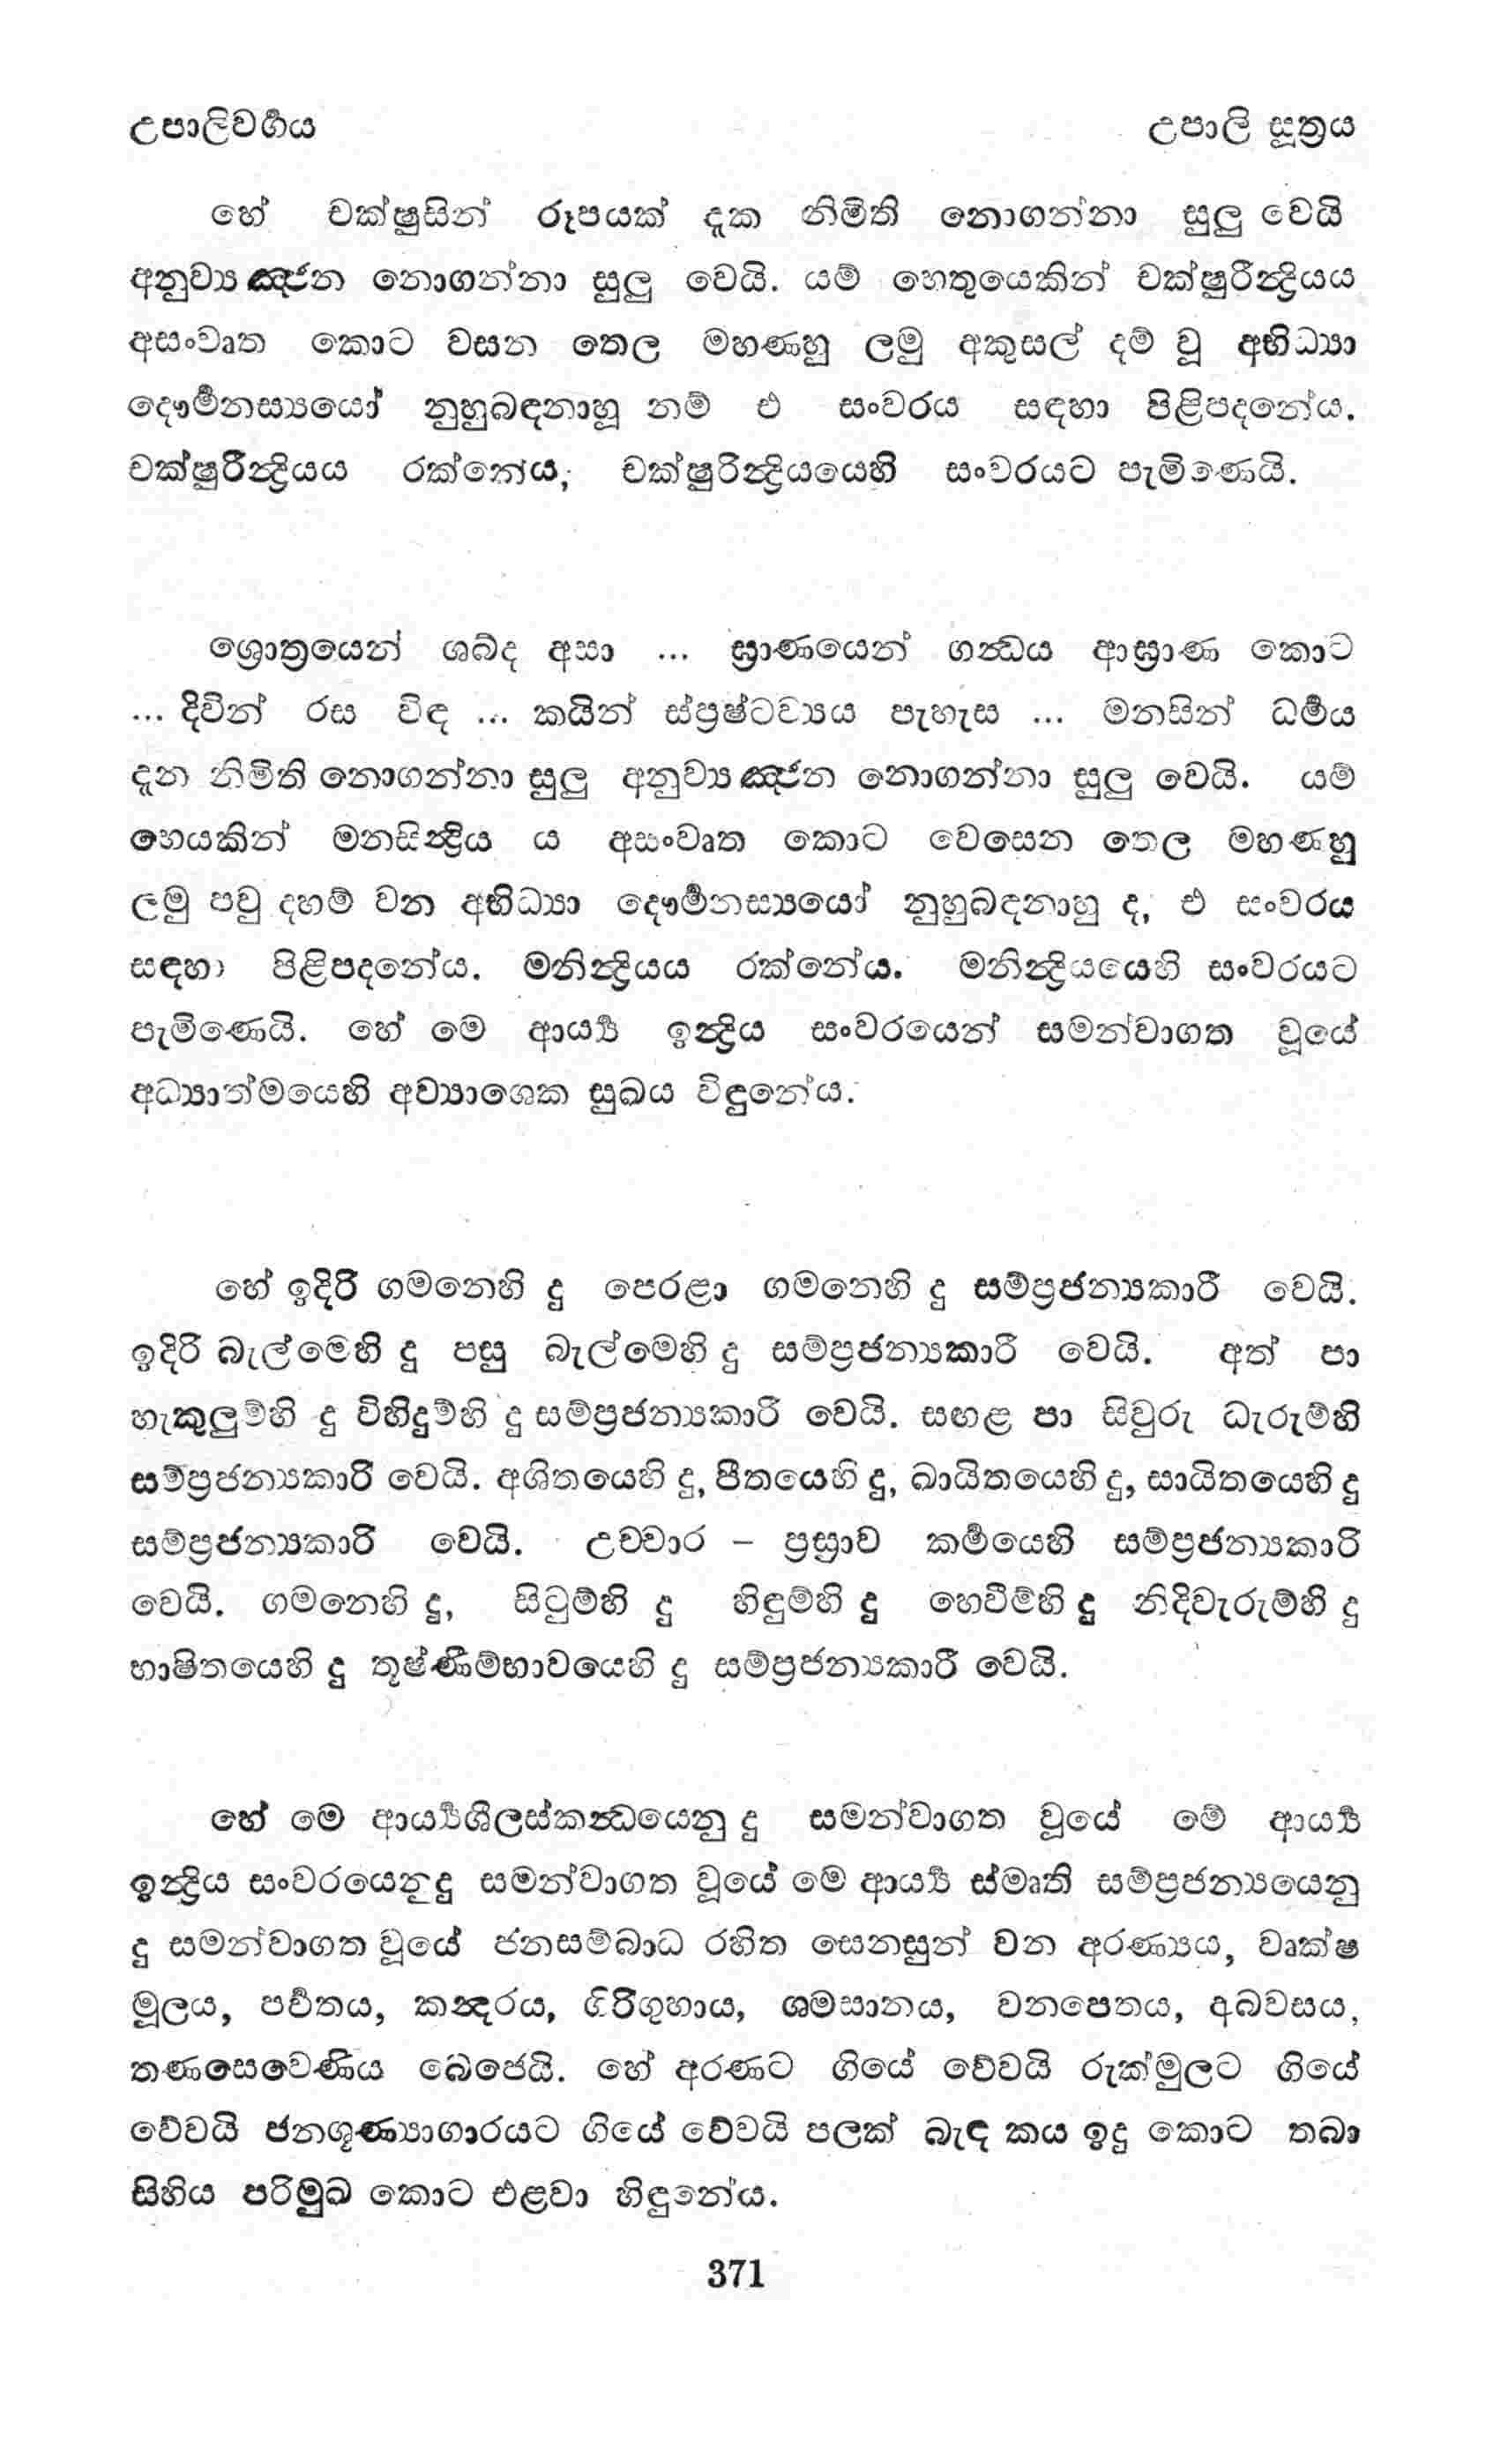 උපාලිවර්‍ගය උපාලි සූත්‍රය
හේ චක්ෂුසින් රූපයක් දැක නිමිති නොගන්නා සුලු වෙයි
අනුව්‍යඤ්ජන නොගන්නා සුලු වෙයි. යම් හෙතුයෙකින් චක්ෂුරින්‍ද්‍රියය
අසංවෘත කොට වසන තෙල මහණහු ලමු අකුසල් දම් වූ අභිධ්‍යා
දෞර්‍මනස්‍යයෝ නුහුබඳනාහූ නම් එ සංවරය සඳහා පිළිපදනේය.
චක්ෂුරින්‍ද්‍රියය රක්නේය; චක්ෂුරින්‍ද්‍රියයෙහි සංවරයට පැමිණෙයි.
ශ්‍රොත්‍රයෙන් ශබ්ද අසා ... ඝ්‍රාණයෙන් ගන්‍ධය ආඝ්‍රාණ කොට
... දිවින් රස විඳ ... කයින් ස්ප්‍රෂ්ටව්‍යය පැහැස ... මනසින් ධර්‍මය
දැන නිමිති නොගන්නා සුලු අනුව්‍යඤ්ජන නොගන්නා සුලු වෙයි. යම්
හෙයකින් මනසින්‍ද්‍රිය ය අසංවෘත කොට වෙසෙන තෙල මහණහු
ලමු පවු දහම් වන අභිධ්‍යා දෞර්‍මනස්‍යයෝ නුහුබඳනාහු ද, එ සංවරය
සඳහා පිළිපදනේය. මනින්‍ද්‍රියය රක්නේය. මනින්‍ද්‍රියයෙහි සංවරයට
පැමිණෙයි. හේ මෙ ආර්‍ය්‍ය ඉන්‍ද්‍රිය සංවරයෙන් සමන්වාගත වූයේ
අධ්‍යාත්මයෙහි අව්‍යාශෙක සුඛය විඳුනේය.
හේ ඉදිරි ගමනෙහි දු පෙරළා ගමනෙහි දු සම්ප්‍රජන්‍යකාරී වෙයි.
ඉදිරි බැල්මෙහි දු පසු බැල්මෙහි දු සම්ප්‍රජන්‍යකාරී වෙයි. අත් පා
හැකුලුම්හි දු විහිදුම්හි දු සම්ප්‍රජන්‍යකාරී වෙයි. සඟළ පා සිවුරු ධැරුම්හි
සම්ප්‍රජන්‍යකාරි වෙයි. අශිතයෙහි දු, පීතයෙහි දු, ඛායිතයෙහි දු, සායිතයෙහි දු
සම්ප්‍රජන්‍යකාරි වෙයි. උච්චාර – ප්‍රස්‍රාව කර්‍මයෙහි සම්ප්‍රජන්‍යකාරි
වෙයි. ගමනෙහි දු, සිටුම්හි දු හිඳුම්හි දු හෙවීම්හි දු නිදිවැරුම්හි දු
භාෂිතයෙහි දු තූෂ්ණීම්භාවයෙහි දු සම්ප්‍රජන්‍යකාරී වෙයි.
හේ මෙ ආර්‍ය්‍යශීලස්කන්‍ධයෙනු දු සමන්වාගත වූයේ මේ ආර්‍ය්‍ය
ඉන්‍ද්‍රිය සංවරයෙනුදු සමන්වාගත වූයේ මේ ආර්‍ය්‍ය ස්මෘති සම්ප්‍රජන්‍යයෙනු
දු සමන්වාගත වූයේ ජනසම්බාධ රහිත සෙනසුන් වන අරණ්‍යය, වෘක්ෂ
මූලය, පර්‍වතය, කන්‍දරය, ගිරිගුහාය, ශමසානය, වනපෙතය, අබවසය,
තණසෙවෙණිය බෙජෙයි. හේ අරණට ගියේ වේවයි රුක්මුලට ගියේ
වේවයි ජනශූණ්‍යාගාරයට ගියේ වේවයි පලක් බැඳ කය ඉදු කොට තබා
සිහිය පරිමුඛ කොට එළවා හිඳුනේය.
371